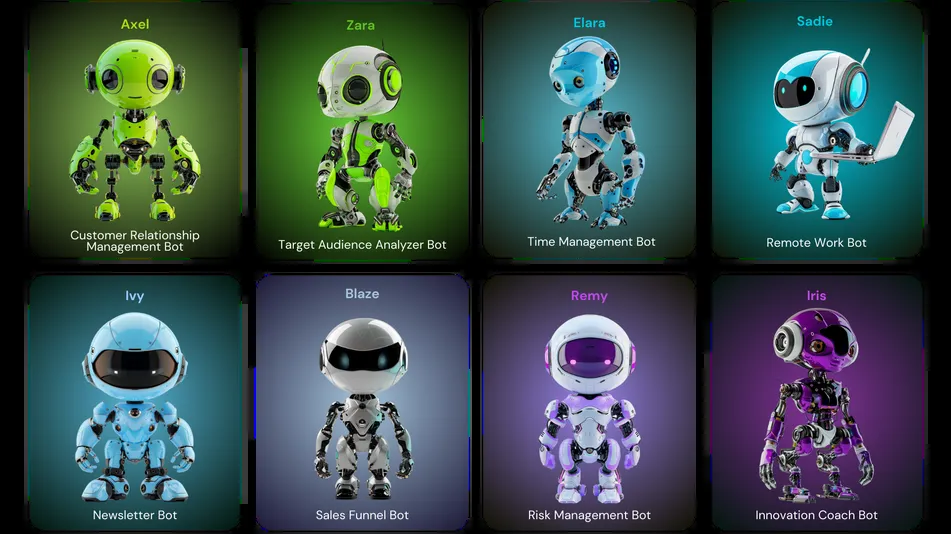 Axel
Customer Relationship
Management Bot
Zara
Target Audience Analyzer Bot
Elara
Time Management Bot
Sadie
Remote Work Bot
Ivy
Newsletter Bot
Blaze
Sales Funnel Bot
Remy
Risk Management Bot
Iris
Innovation Coach Bot